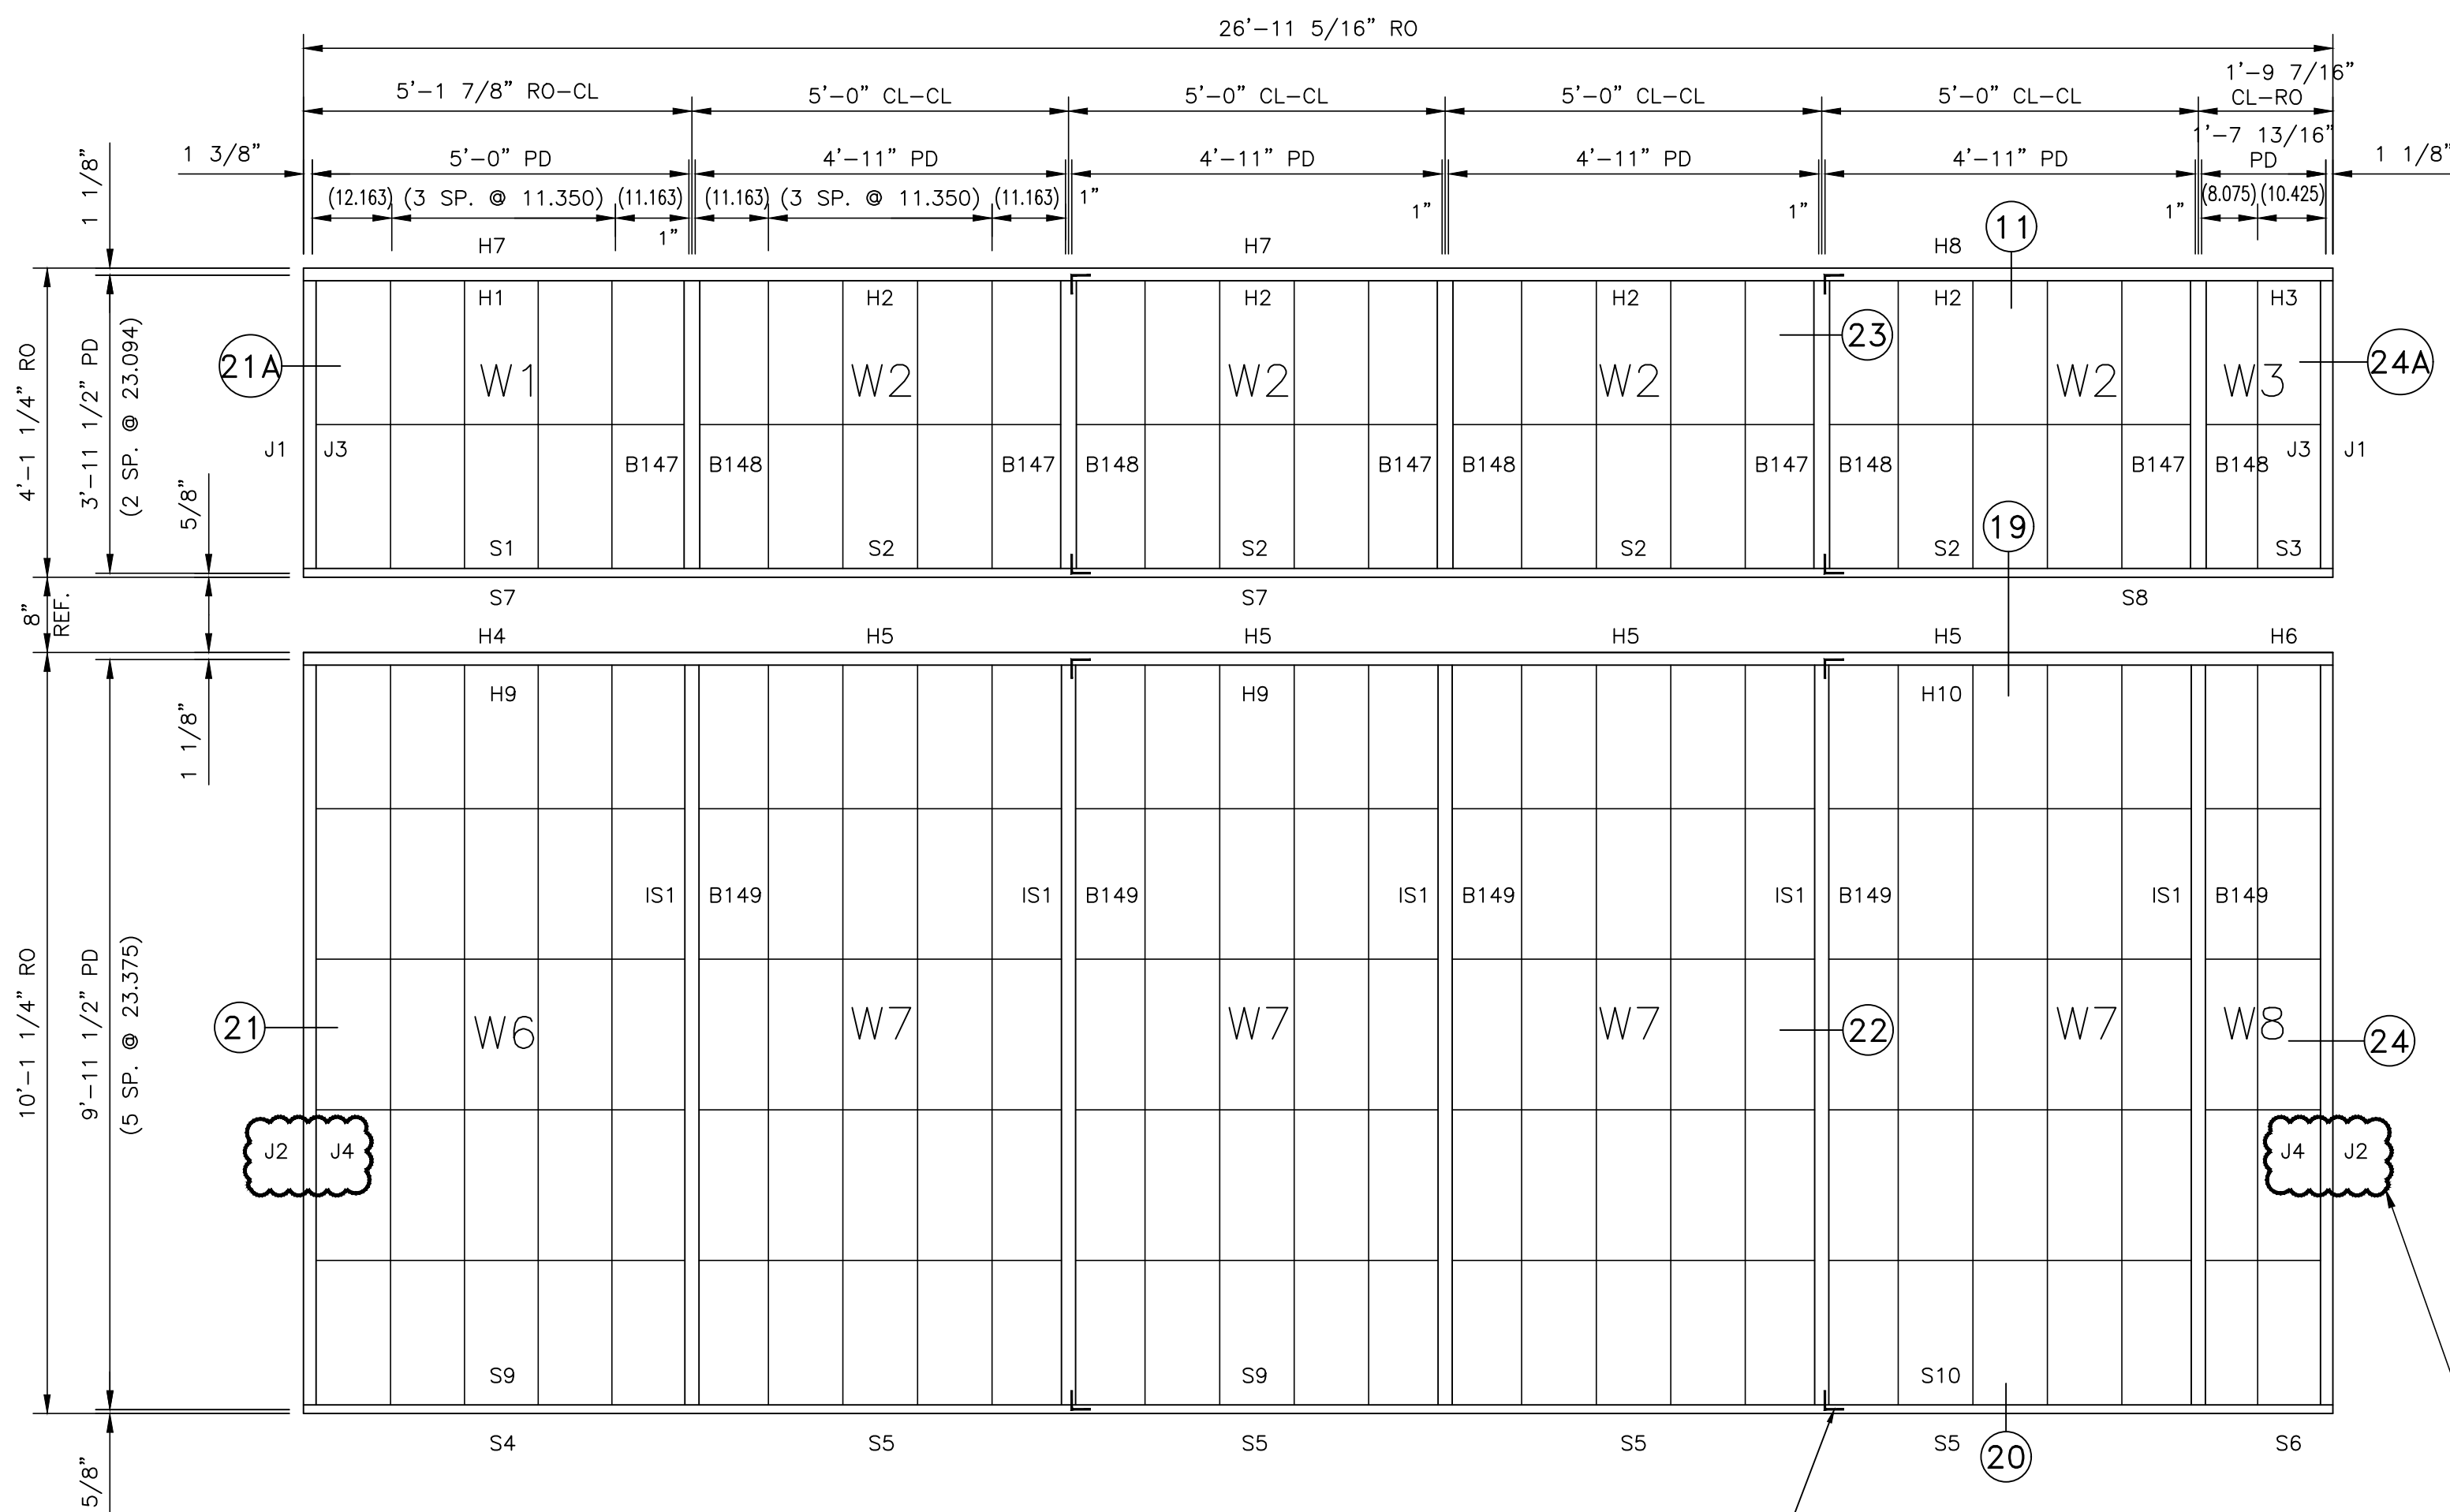 26’-11 5/16” RO
5’-1 7/8” RO-CL
5’-0” CL-CL
5’-0” CL-CL
5’-0” CL-CL
5’-0” CL-CL
1’-9 7/16”
CL-RO
1 3/8”
5’-0” PD
4’-11” PD
4’-11” PD
4’-11” PD
4’-11” PD
1’-7 13/16”
PD
1 1/8”
1 1/8”
(12.163) (3 SP. @ 11.350) (11.163)
(11.163) (3 SP. @ 11.350) (11.163)
1”
1”
1”
1”
1”
(8.075) (10.425)
H7
H7
H8
11
H1
H2
H2
H2
H2
H3
21A
W1
W2
W2
W2
W2
W3
23
24A
4’-1 1/4” RO
3’-11 1/2” PD
(2 SP. @ 23.094)
5/8”
J1
J3
B147
B148
B147
B148
B147
B148
B147
B148
B147
B148
J3
J1
19
S1
S2
S2
S2
S2
S3
S7
S7
S8
8”
REF.
H4
H5
H5
H5
H5
H6
1 1/8”
H9
H9
H10
IS1
B149
IS1
B149
IS1
B149
IS1
B149
IS1
B149
10’-1 1/4” RO
9’-11 1/2” PD
(5 SP. @ 23.375)
21
W6
W7
W7
W7
W7
W8
22
24
J2
J4
J4
J2
S9
S9
S10
S4
S5
S5
S5
S5
S6
20
5/8”